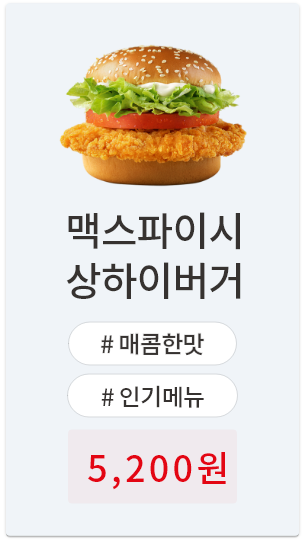 맥스파이시
상하이버거
# 매콤한맛
# 인기메뉴
5,200원